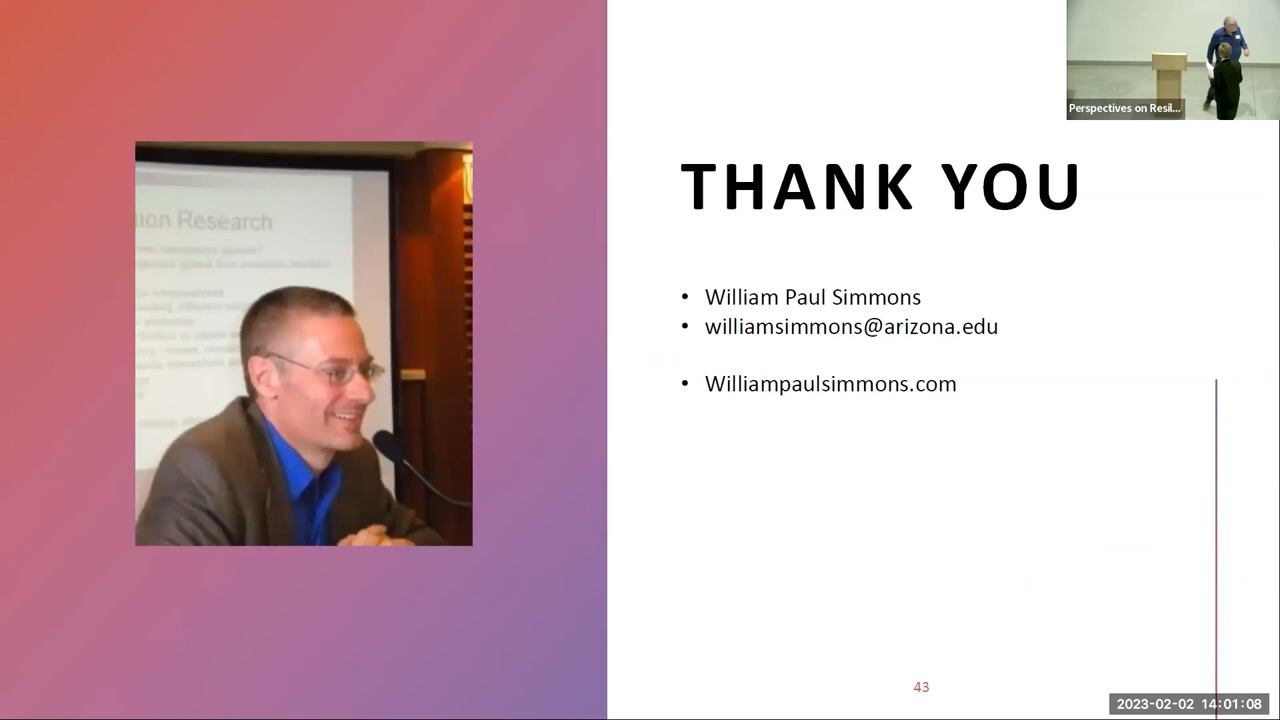 Perspectives on Resil...
tion Research
THANK YOU
• William Paul Simmons
• williamsimmons@arizona.edu
• Williampaulsimmons.com
43
2023-02-02 14:01:08